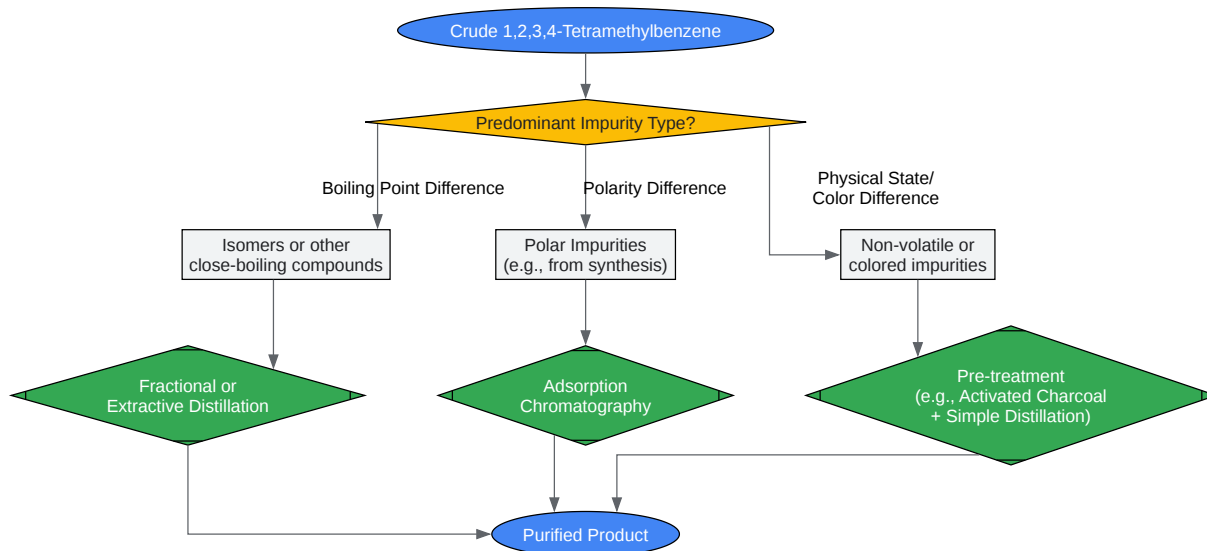 Crude 1,2,3,4-Tetramethylbenzene
Predominant Impurity Type?
Boiling Point Difference
Polarity Difference
Physical State/
Color Difference
Isomers or other
close-boiling compounds
Polar Impurities
(e.g., from synthesis)
Non-volatile or
colored impurities
Fractional or
Extractive Distillation
Adsorption
Chromatography
Pre-treatment
(e.g., Activated Charcoal
+ Simple Distillation)
Purified Product